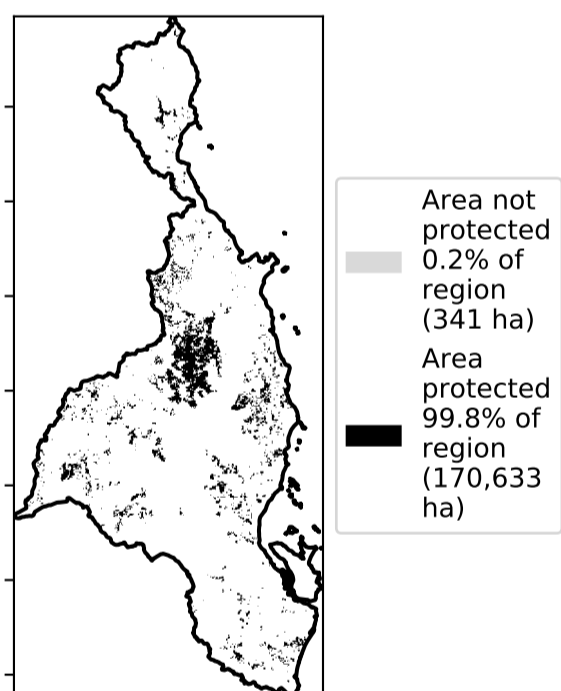 Area not
protected
0.2% of
region
(341 ha)
Area
protected
99.8% of
region
(170,633
ha)